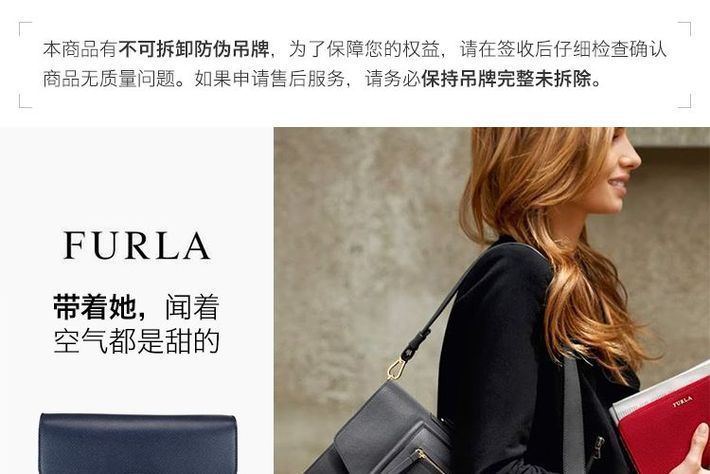 本商品有不可拆卸防伪吊牌，为了保障您的权益，请在签收后仔细检查确认
商品无质量问题。如果申请售后服务，请务必保持吊牌完整未拆除。
FURLA
带着她，闻着
空气都是甜的
FURLA